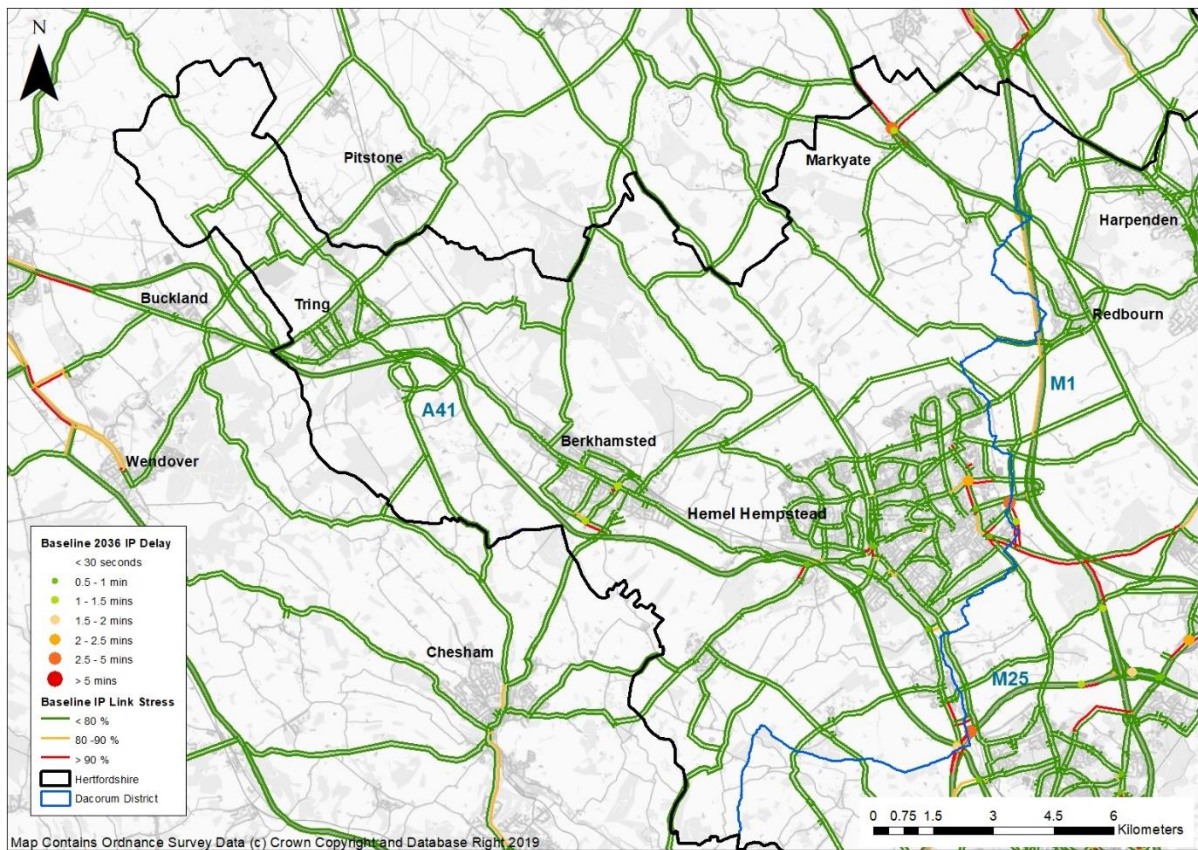 N
Pitstone
Markyate
Harpenden
Buckland
Tring
Redbourn
M1
A41
Berkhamsted
Wendover
Hemel Hempstead
Chesham
M25
Baseline 2036 IP Delay
< 30 seconds
0.5 - 1 min
1 - 1.5 mins
1.5 - 2 mins
2 - 2.5 mins
2.5 - 5 mins
> 5 mins
Baseline IP Link Stress
< 80 %
80 -90 %
> 90 %
Hertfordshire
Dacorum District
0 0.75 1.5 3 4.5 6
Kilometers
Map Contains Ordnance Survey Data (c) Crown Copyright and Database Right 2019